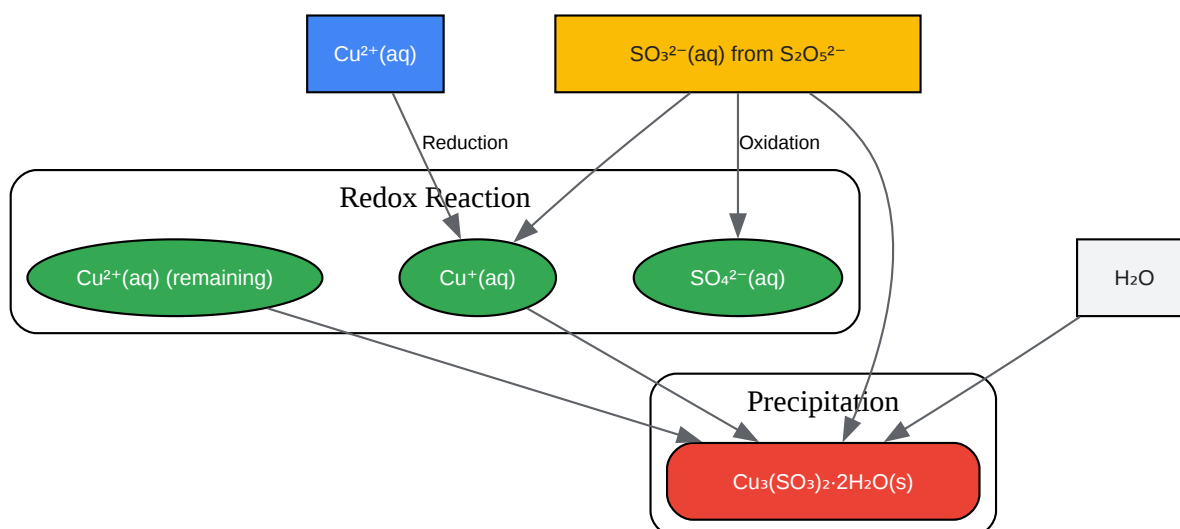 Cu²⁺(aq)
SO₃²⁻(aq) from S₂O₅²⁻
Reduction
Oxidation
Redox Reaction
Cu²⁺(aq) (remaining)
Cu⁺(aq)
SO₄²⁻(aq)
H₂O
Precipitation
Cu₃(SO₃)₂·2H₂O(s)